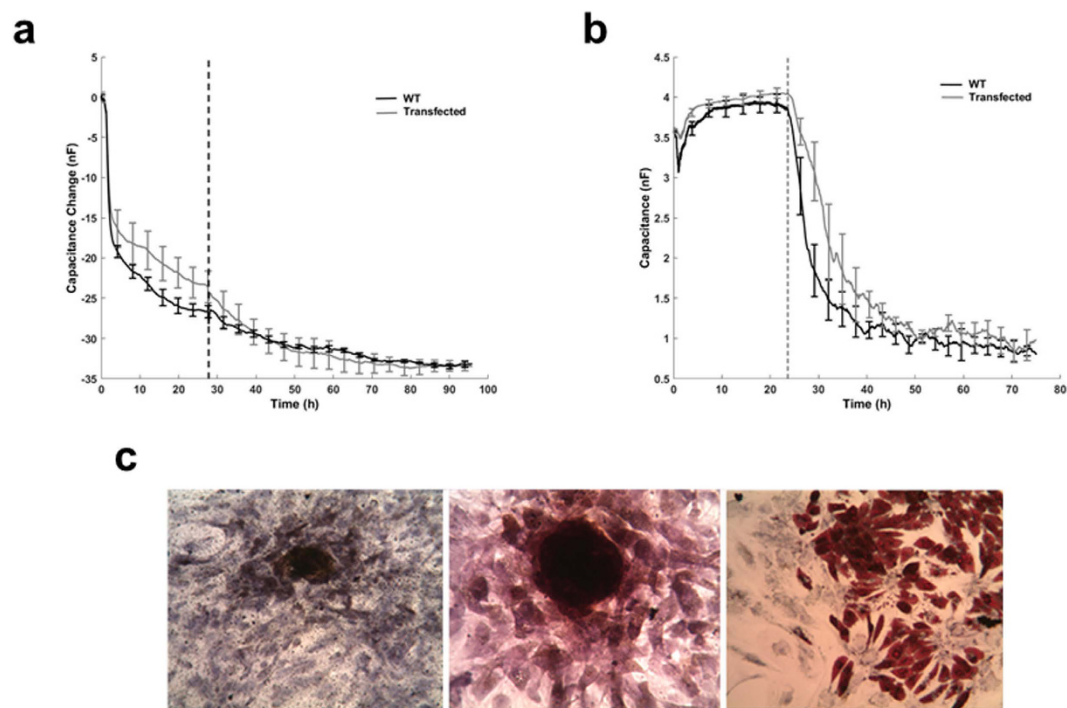 a
5
0
-5
-10
-15
-20
-25
-30
-35
0 10 20 30 40 50 60 70 80 90 100
Capacitance Change (nF)
Time (h)
WT
Transfected
b
4.5
4
3.5
3
2.5
2
1.5
1
0.5
0 10 20 30 40 50 60 70 80
Capacitance (nF)
Time (h)
WT
Transfected
c